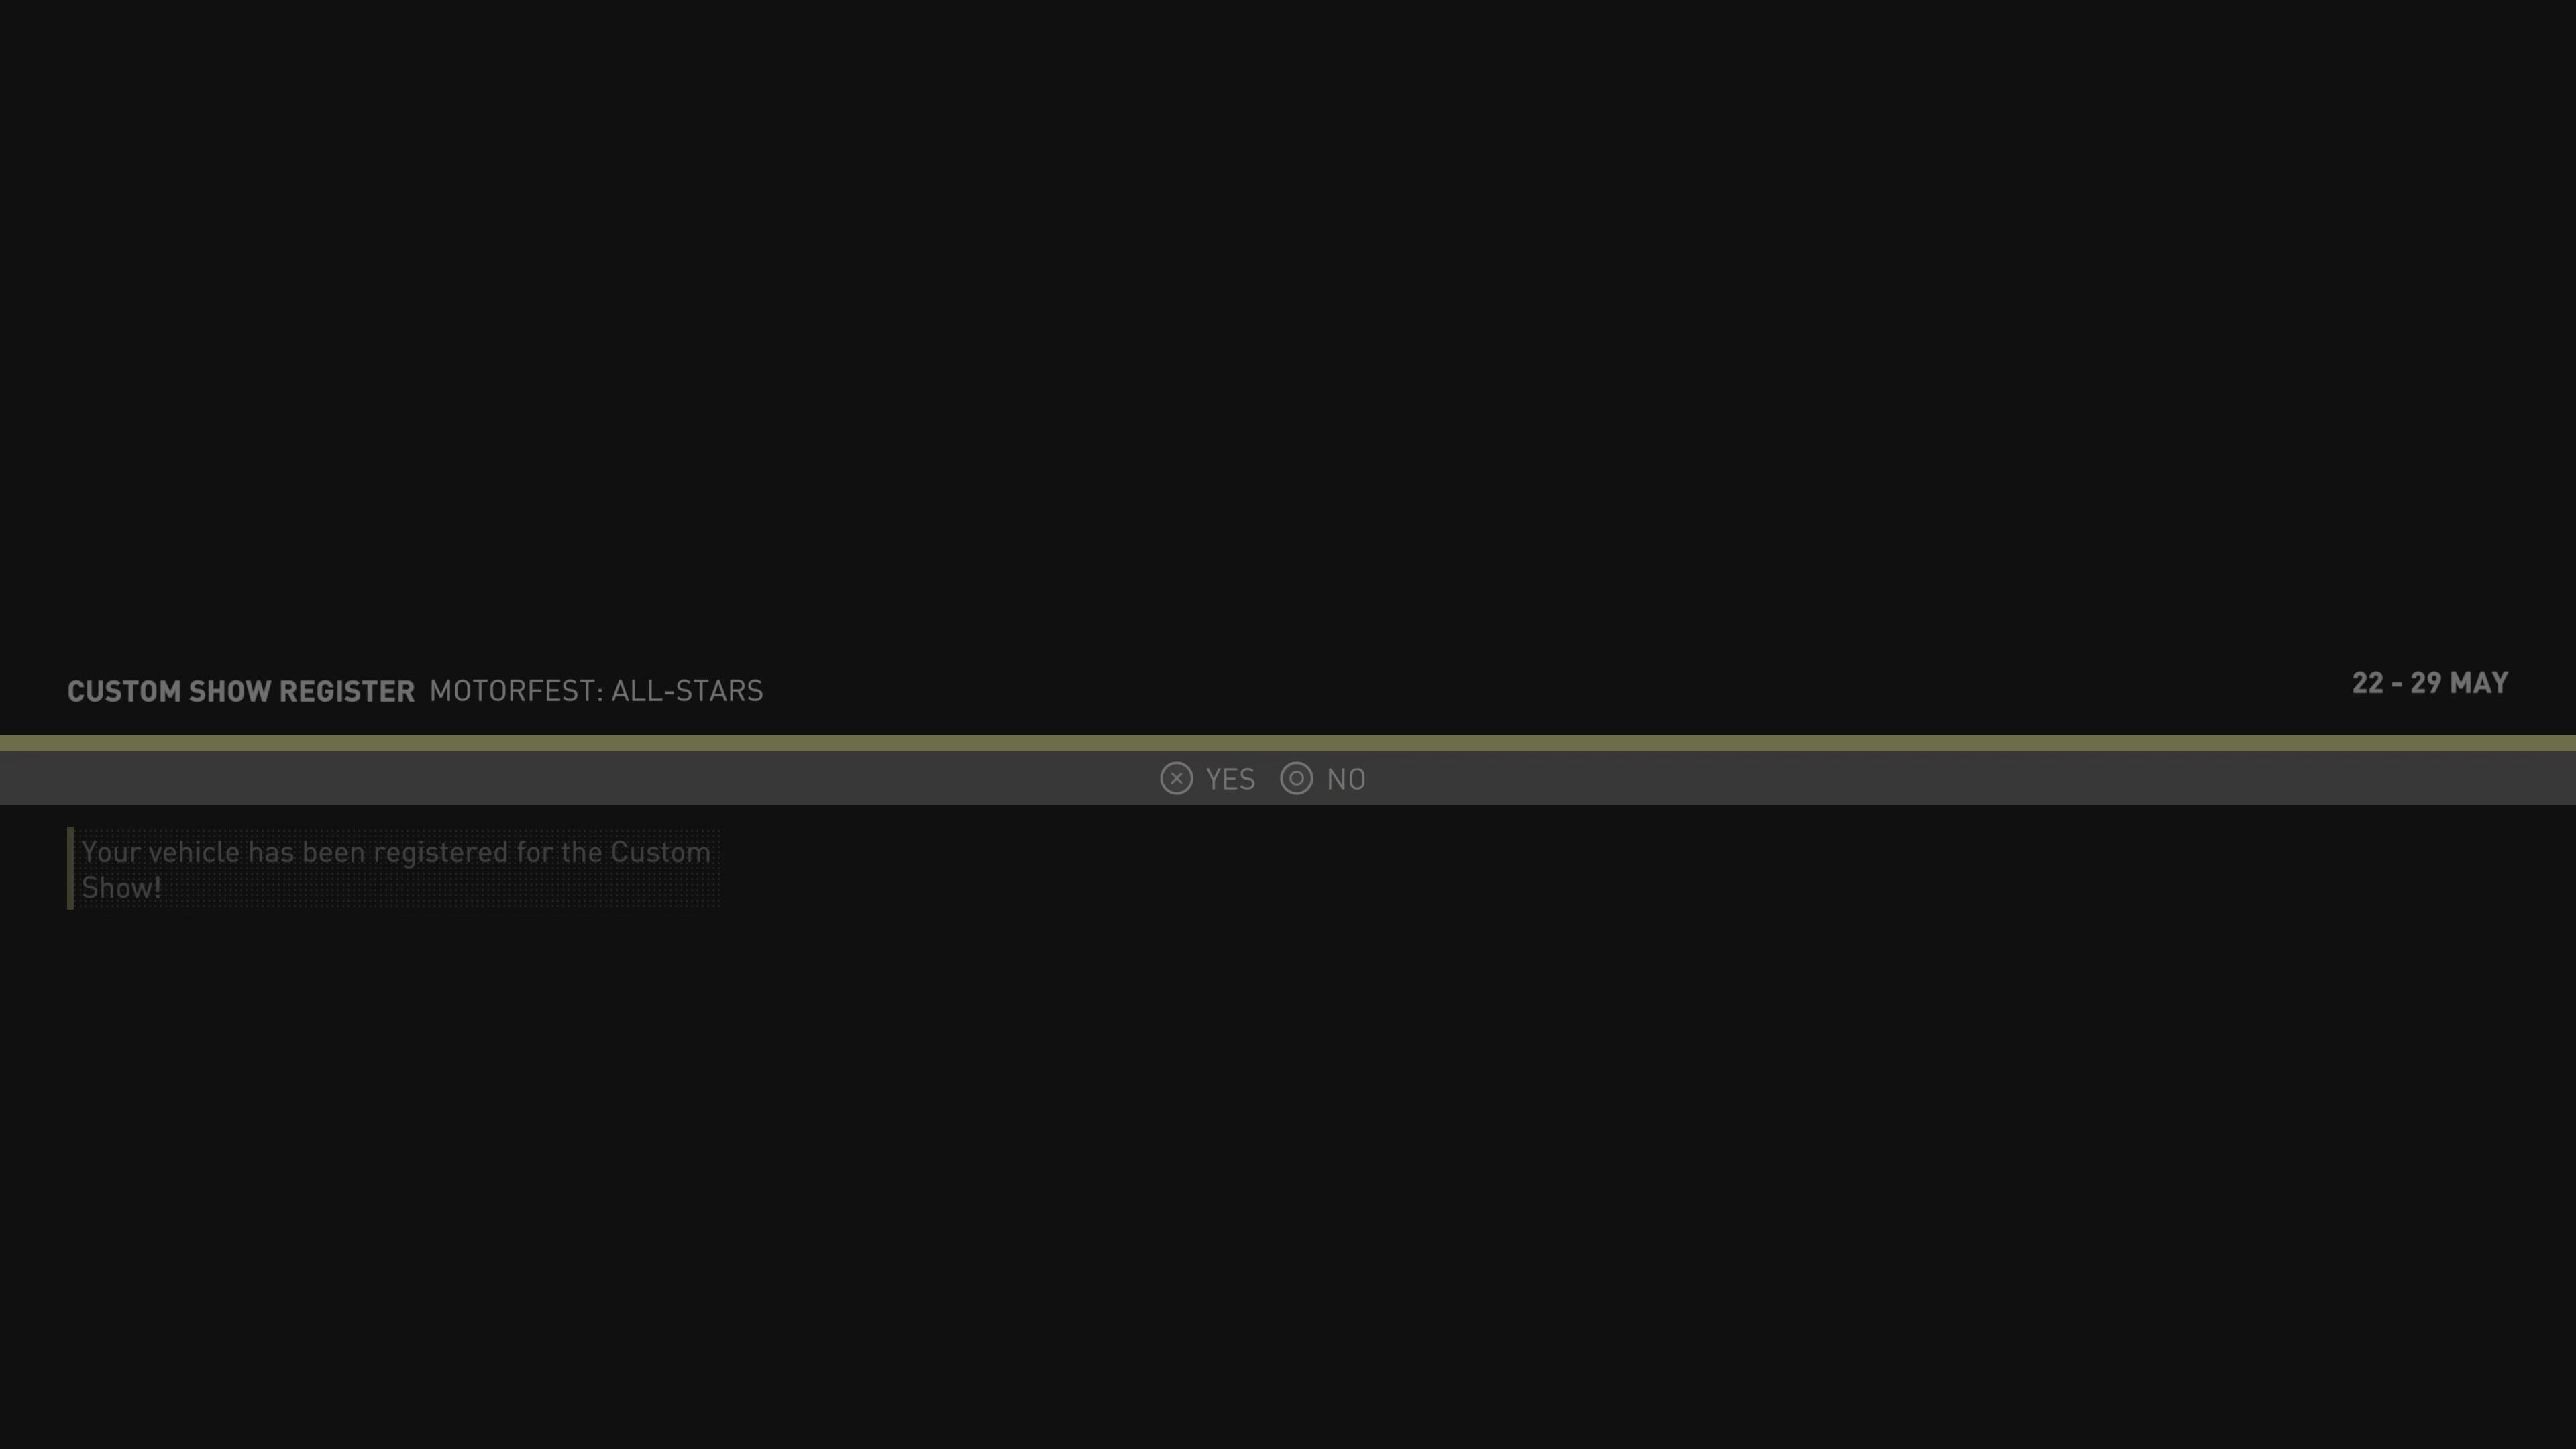 CUSTOM SHOW REGISTER MOTORFEST: ALL-STARS
22 - 29 MAY
YES NO
Your vehicle has been registered for the Custom
Show!